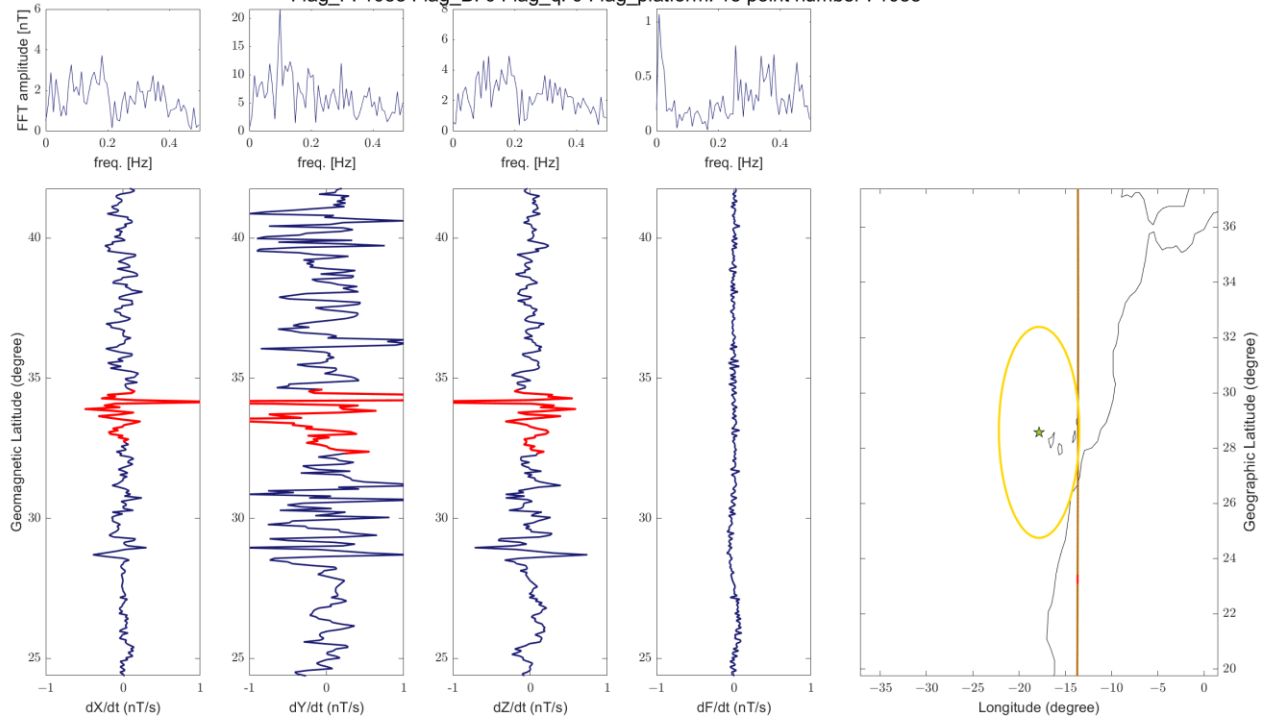 FFT amplitude [nT]
0 2 4 6
0 0.2 0.4
freq. [Hz]
0 5 10 15 20
0 0.2 0.4
freq. [Hz]
0 2 4 6 8
0 0.2 0.4
freq. [Hz]
0 0.5 1
0 0.2 0.4
freq. [Hz]
Geomagnetic Latitude (degree)
40
35
30
25
−1 0 1
dX/dt (nT/s)
40
35
30
25
−1 0 1
dY/dt (nT/s)
40
35
30
25
-1 0 1
dZ/dt (nT/s)
40
35
30
25
−1 0 1
dF/dt (nT/s)
36
34
32
30
28
26
24
22
20
Geographic Latitude (degree)
−35 −30 −25 −20 −15 −10 −5 0
Longitude (degree)